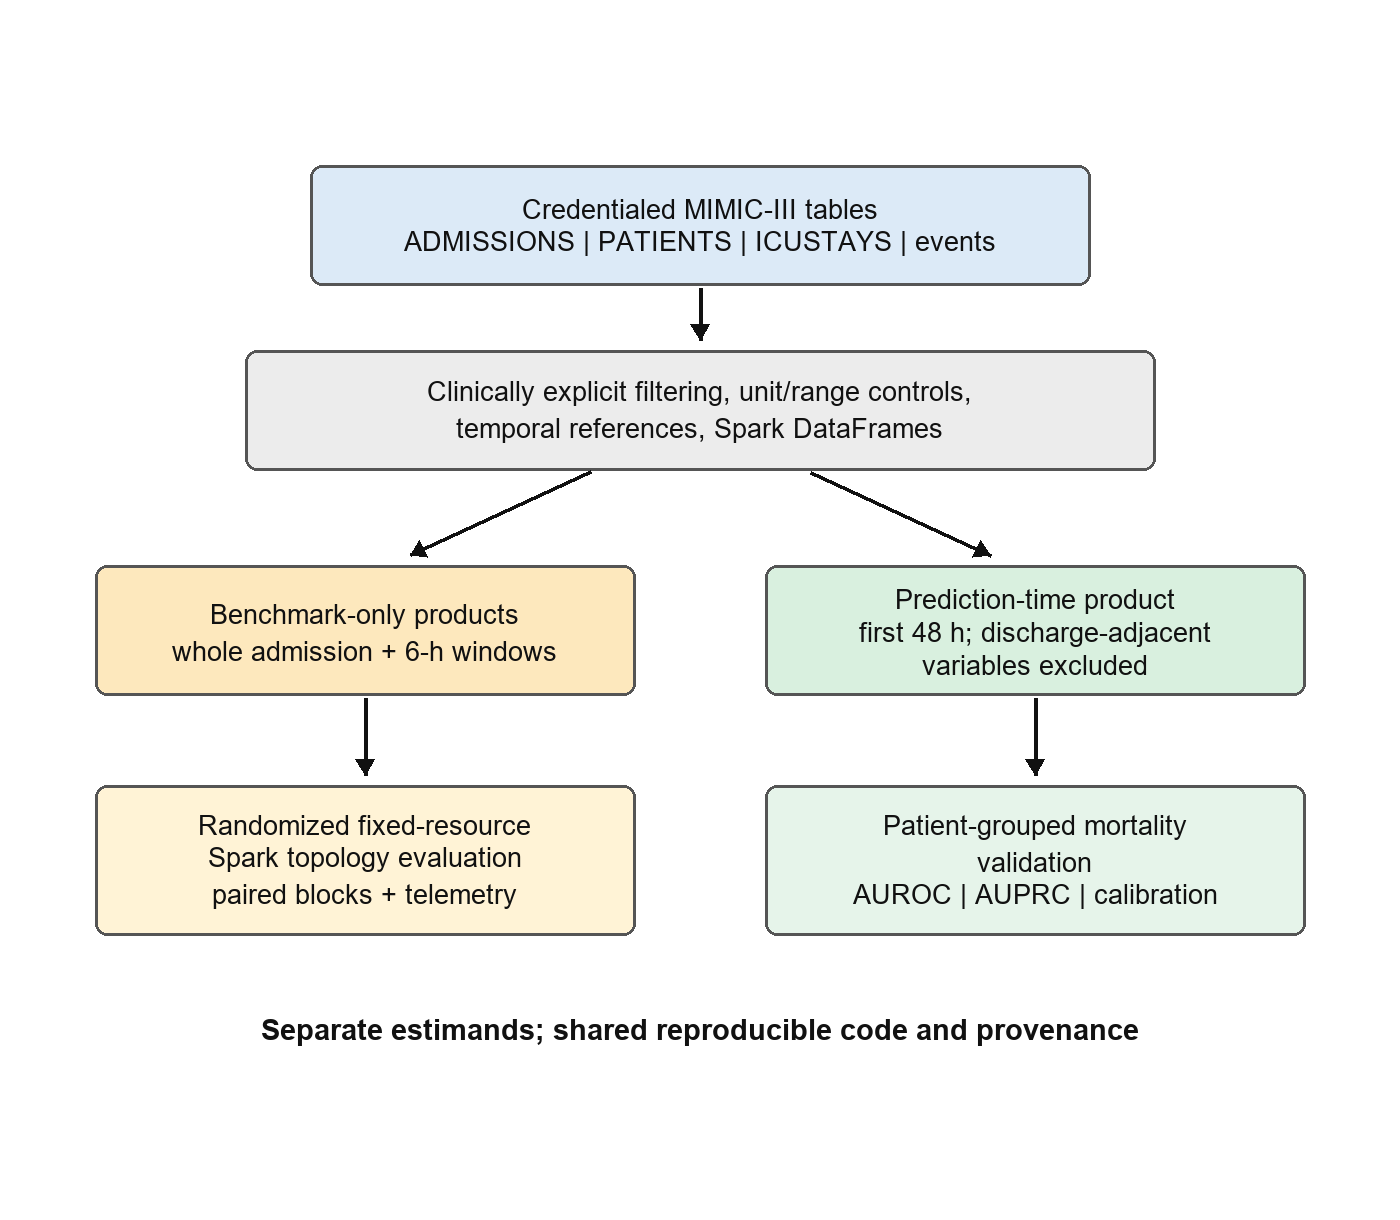 Credentialed MIMIC-III tables
ADMISSIONS | PATIENTS | ICUSTAYS | events
Clinically explicit filtering, unit/range controls,
temporal references, Spark DataFrames
Benchmark-only products
whole admission + 6-h windows
Prediction-time product
first 48 h; discharge-adjacent
variables excluded
Randomized fixed-resource
Spark topology evaluation
paired blocks + telemetry
Patient-grouped mortality
validation
AUROC | AUPRC | calibration
Separate estimands; shared reproducible code and provenance